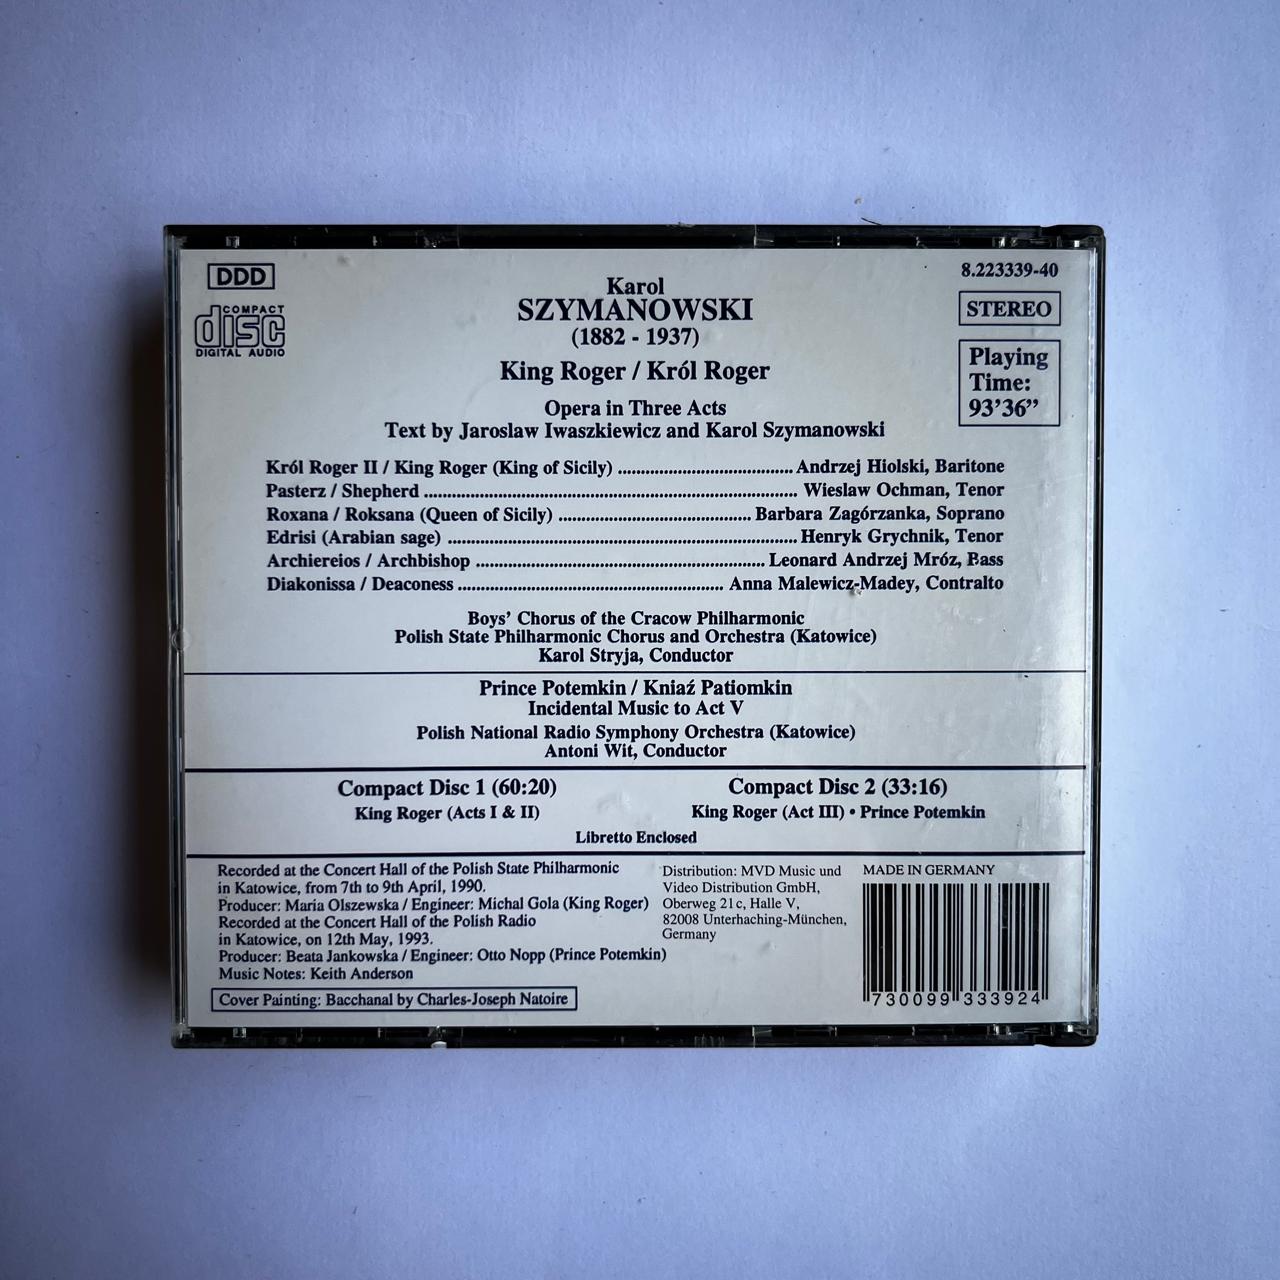 DDD
COMPACT
disc
DIGITAL AUDIO
8.223339-40
STEREO
Playing
Time:
93’36”
Karol
SZYMANOWSKI
(1882 - 1937)
King Roger / Król Roger
Opera in Three Acts
Text by Jaroslaw Iwaszkiewicz and Karol Szymanowski
Król Roger II / King Roger (King of Sicily) ........ Andrzej Hiolski, Baritone
Pasterz / Shepherd ........ Wieslaw Ochman, Tenor
Roxana / Roksana (Queen of Sicily) ........ Barbara Zagórzanka, Soprano
Edrisi (Arabian sage) ........ Henryk Grychnik, Tenor
Archiereios / Archbishop ........ Leonard Andrzej Mróz, Bass
Diakonissa / Deaconess ........ Anna Malewicz-Madey, Contralto
Boys’ Chorus of the Cracow Philharmonic
Polish State Philharmonic Chorus and Orchestra (Katowice)
Karol Stryja, Conductor
Prince Potemkin / Kniaź Patiomkin
Incidental Music to Act V
Polish National Radio Symphony Orchestra (Katowice)
Antoni Wit, Conductor
Compact Disc 1 (60:20)
King Roger (Acts I & II)
Compact Disc 2 (33:16)
King Roger (Act III) • Prince Potemkin
Libretto Enclosed
Recorded at the Concert Hall of the Polish State Philharmonic
in Katowice, from 7th to 9th April, 1990.
Producer: Maria Olszewska / Engineer: Michal Gola (King Roger)
Recorded at the Concert Hall of the Polish Radio
in Katowice, on 12th May, 1993.
Producer: Beata Jankowska / Engineer: Otto Nopp (Prince Potemkin)
Music Notes: Keith Anderson
Cover Painting: Bacchanal by Charles-Joseph Natoire
Distribution: MVD Music und
Video Distribution GmbH,
Oberweg 21 c, Halle V,
82008 Unterhaching-München,
Germany
MADE IN GERMANY
730099 333924